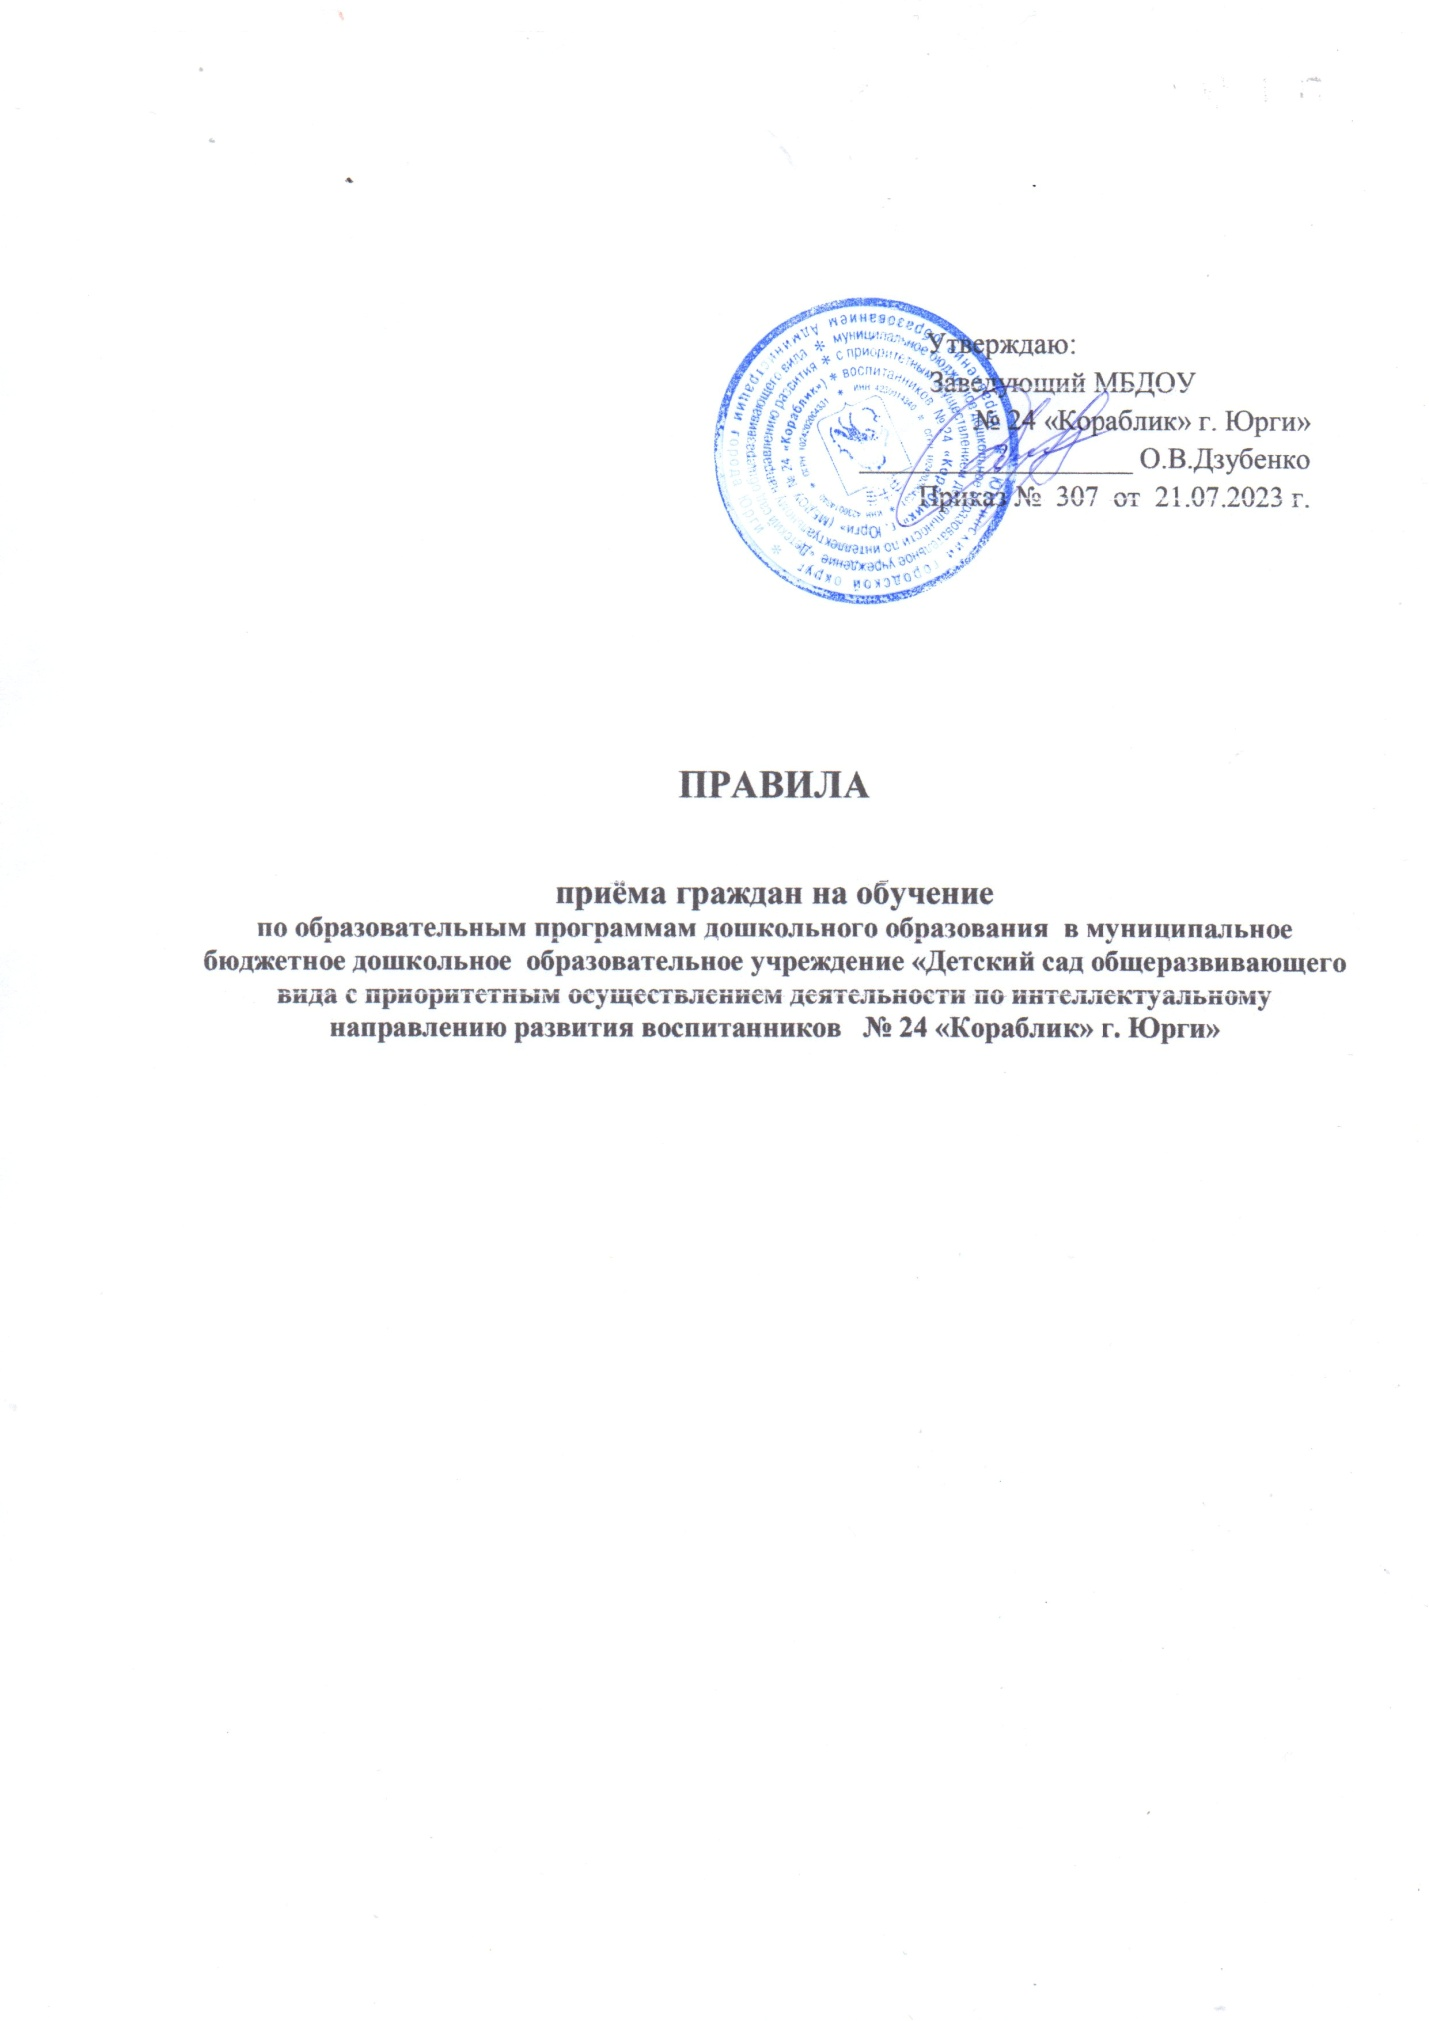 Утверждаю:
Заведующий МБДОУ
№ 24 «Кораблик» г. Юрги»
___________________ О.В.Дзубенко
Приказ № 307 от 21.07.2023 г.
ПРАВИЛА
приёма граждан на обучение
по образовательным программам дошкольного образования в муниципальное
бюджетное дошкольное образовательное учреждение «Детский сад общеразвивающего
вида с приоритетным осуществлением деятельности по интеллектуальному
направлению развития воспитанников № 24 «Кораблик» г. Юрги»